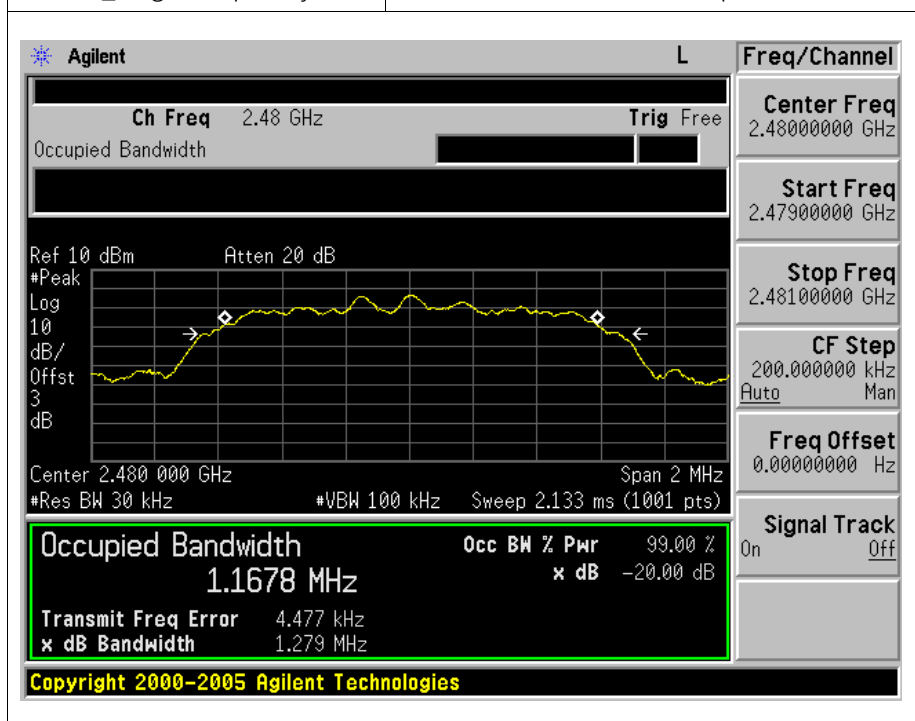 Agilent L
Ch Freq 2.48 GHz Trig Free
Occupied Bandwidth
Ref 10 dBm Atten 20 dB
#Peak
Log
10
dB/
Offst
3
dB
Center 2.480 000 GHz Span 2 MHz
#Res BW 30 kHz #VBW 100 kHz Sweep 2.133 ms (1001 pts)
Occupied Bandwidth
1.1678 MHz
Occ BW % Pwr 99.00 %
x dB -20.00 dB
Transmit Freq Error 4.477 kHz
x dB Bandwidth 1.279 MHz
Copyright 2000-2005 Agilent Technologies
Freq/Channel
Center Freq
2.48000000 GHz
Start Freq
2.47900000 GHz
Stop Freq
2.48100000 GHz
CF Step
200.000000 kHz
Auto Man
Freq Offset
0.00000000 Hz
Signal Track
On Off